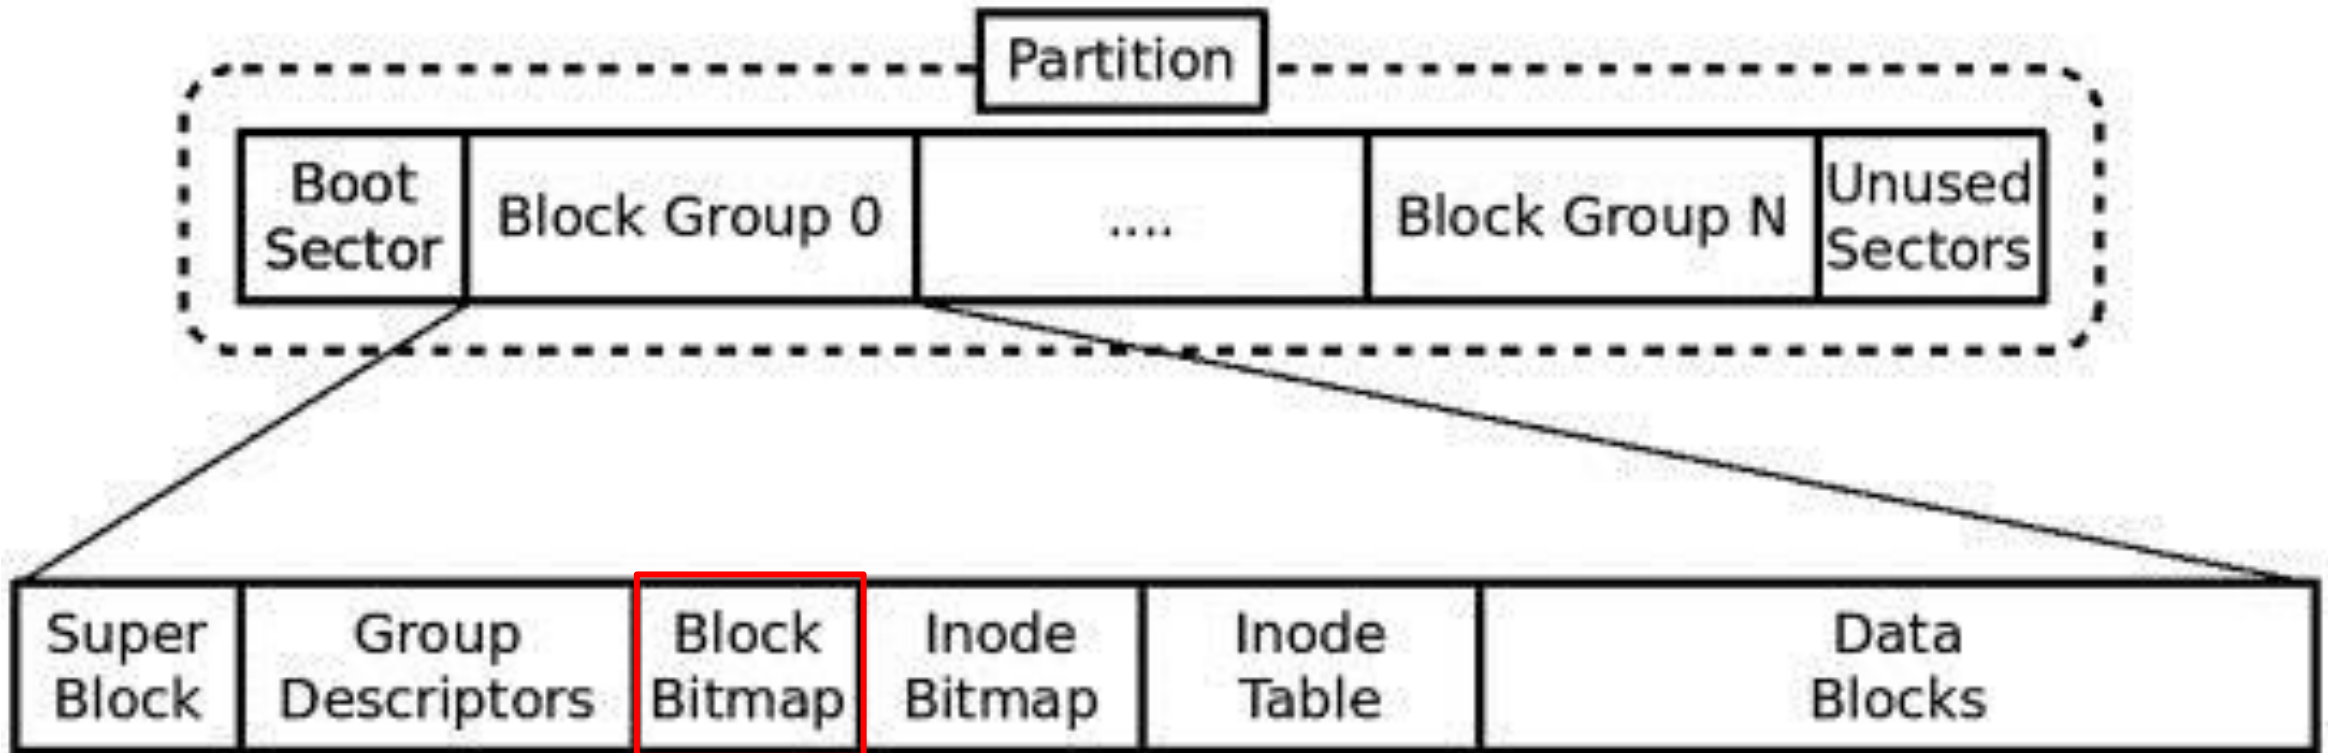 Partition
Boot
Sector
Block Group 0
....
Block Group N
Unused
Sectors
Super
Block
Group
Descriptors
Block
Bitmap
Inode
Bitmap
Inode
Table
Data
Blocks